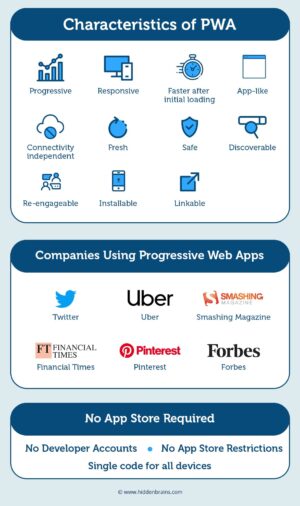 Characteristics of PWA
Progressive
Responsive
Faster after
initial loading
App-like
Connectivity
independent
Fresh
Safe
Discoverable
Re-engageable
Installable
Linkable
Companies Using Progressive Web Apps
Twitter
Uber
Uber
SMASHING
MAGAZINE
Smashing Magazine
FT FINANCIAL
TIMES
Financial Times
Pinterest
Pinterest
Forbes
Forbes
No App Store Required
No Developer Accounts • No App Store Restrictions
Single code for all devices
© www.hiddenbrains.com